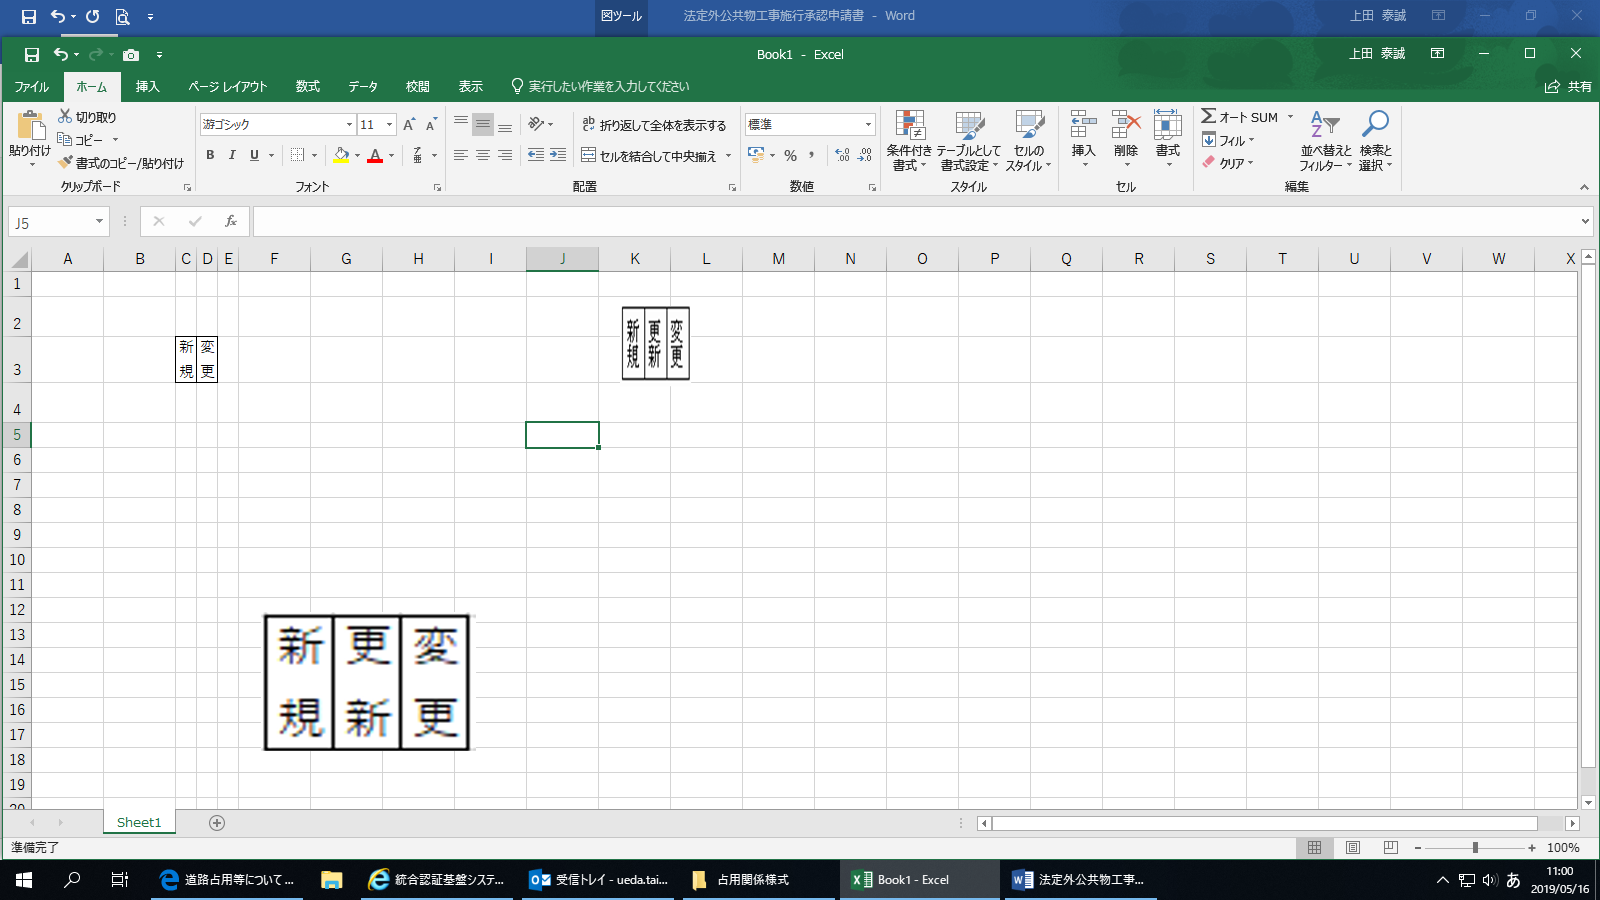 図ツール
法定外公共物工事施行承認申請書 - Word
上田 泰誠
Book1 - Excel
上田 泰誠
ファイル ホーム 挿入 ページ レイアウト 数式 データ 校閲 表示 実行したい作業を入力してください 共有
貼り付け
切り取り
コピー
書式のコピー/貼り付け
クリップボード
游ゴシック 11
B I U
フォント
折り返して全体を表示する
セルを結合して中央揃え
配置
標準
%
数値
条件付き書式
テーブルとして書式設定
セルのスタイル
スタイル
挿入 削除 書式
セル
オート SUM
フィル
クリア
並べ替えとフィルター
検索と選択
編集
J5
fx
A B C D E F G H I J K L M N O P Q R S T U V W X
1
2
3
4
5
6
7
8
9
10
11
12
13
14
15
16
17
18
19
20
新規 変更
新規 更新 変更
新規 更新 変更
Sheet1
準備完了
100%
道路占用等について...
統合認証基盤システ...
受信トレイ - ueda.tai...
占用関係様式
Book1 - Excel
法定外公共物工事...
あ
11:00
2019/05/16